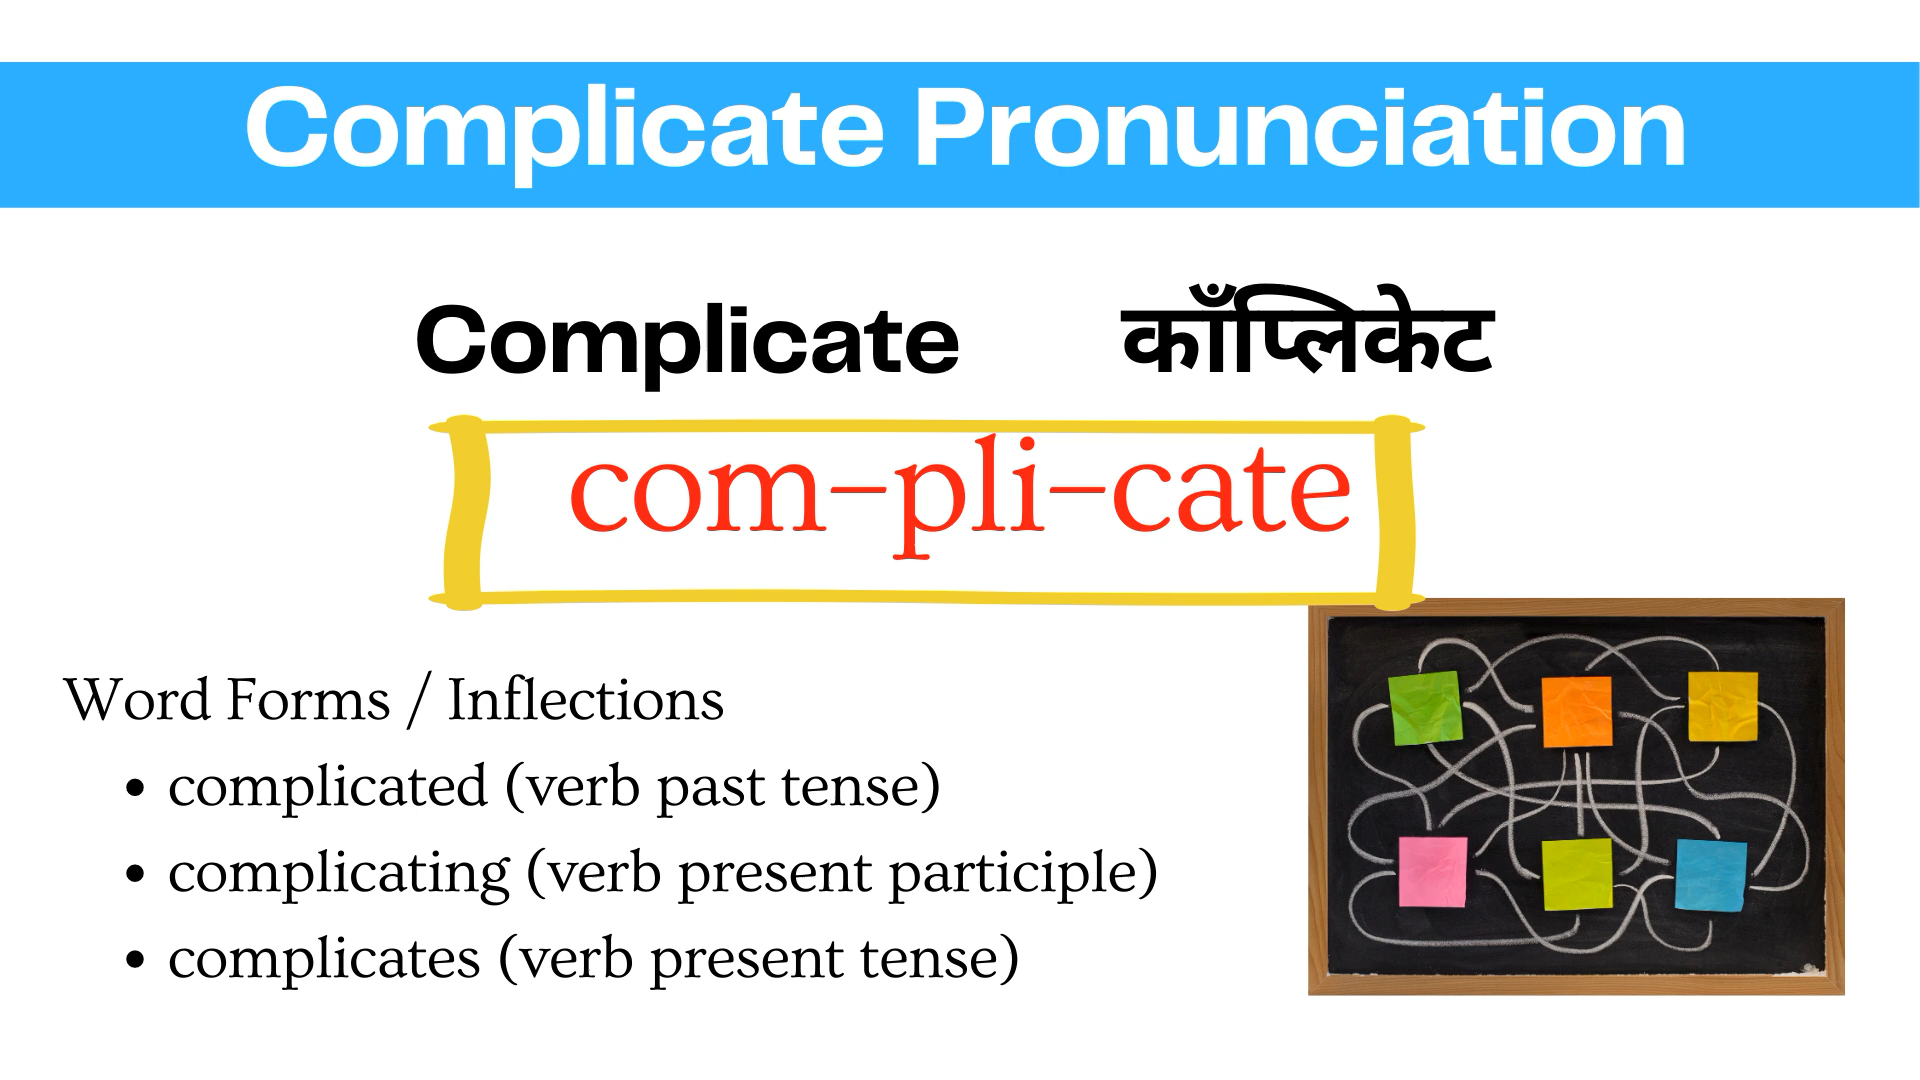 Complicate Pronunciation
Complicate काँप्लिकेट
com–pli–cate
Word Forms / Inflections
• complicated (verb past tense)
• complicating (verb present participle)
• complicates (verb present tense)